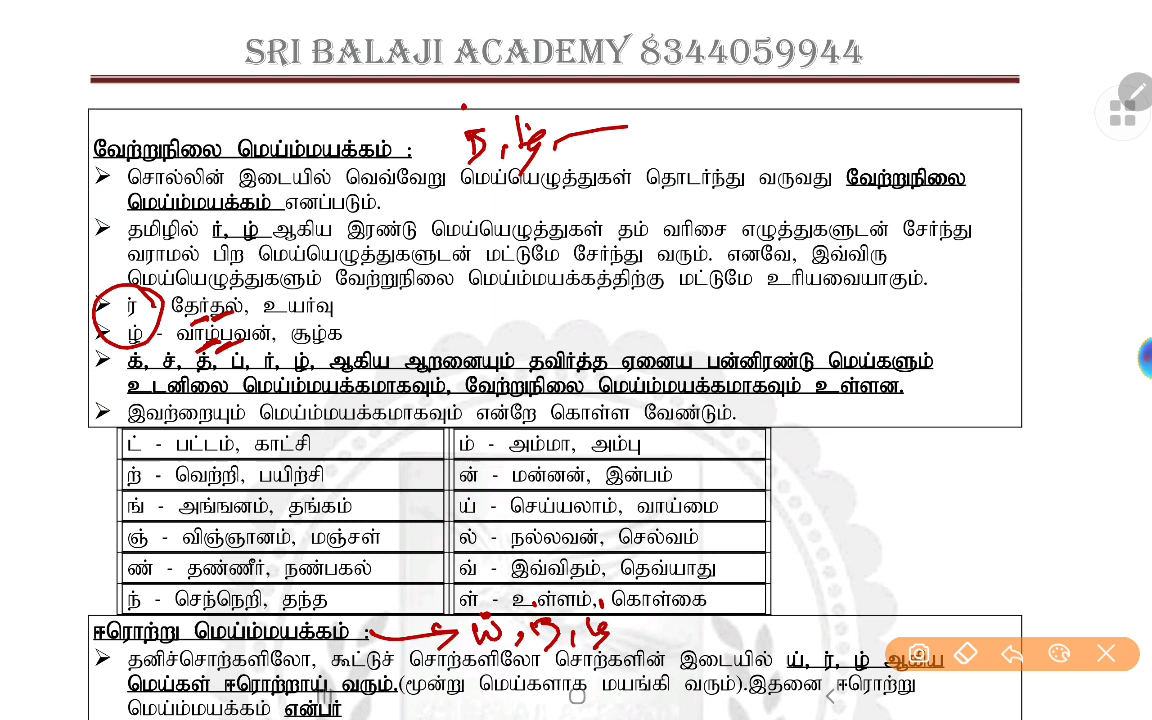 SRI BALAJI ACADEMY 8344059944
ர், ழ்
வேற்றுநிலை மெய்ம்மயக்கம் :
➢ சொல்லின் இடையில் வெவ்வேறு மெய்யெழுத்துகள் தொடர்ந்து வருவது வேற்றுநிலை
மெய்ம்மயக்கம் எனப்படும்.
➢ தமிழில் ர், ழ் ஆகிய இரண்டு மெய்யெழுத்துகள் தம் வரிசை எழுத்துகளுடன் சேர்ந்து
வராமல் பிற மெய்யெழுத்துகளுடன் மட்டுமே சேர்ந்து வரும். எனவே, இவ்விரு
மெய்யெழுத்துகளும் வேற்றுநிலை மெய்ம்மயக்கத்திற்கு மட்டுமே உரியவையாகும்.
➢ ர் தேர்தல், உயர்வு
➢ ழ் - வாழ்பவன், சூழ்க
➢ க், ச், த், ப், ர், ழ், ஆகிய ஆறனையும் தவிர்த்த ஏனைய பன்னிரண்டு மெய்களும்
உடனிலை மெய்ம்மயக்கமாகவும், வேற்றுநிலை மெய்ம்மயக்கமாகவும் உள்ளன.
➢ இவற்றையும் மெய்ம்மயக்கமாகவும் என்றே கொள்ள வேண்டும்.
ட் - பட்டம், காட்சி ம் - அம்மா, அம்பு
ற் - வெற்றி, பயிற்சி ன் - மன்னன், இன்பம்
ங் - அங்ஙனம், தங்கம் ய் - செய்யலாம், வாய்மை
ஞ் - விஞ்ஞானம், மஞ்சள் ல் - நல்லவன், செல்வம்
ண் - தண்ணீர், நண்பகல் வ் - இவ்விதம், தெவ்யாது
ந் - செந்நெறி, தந்த ள் - உள்ளம், கொள்கை
ஈரொற்று மெய்ம்மயக்கம் : ய், ர், ழ்
➢ தனிச்சொற்களிலோ, கூட்டுச் சொற்களிலோ சொற்களின் இடையில் ய், ர், ழ் ஆகிய
மெய்கள் ஈரொற்றாய் வரும்.(மூன்று மெய்களாக மயங்கி வரும்).இதனை ஈரொற்று
மெய்ம்மயக்கம் என்பர்